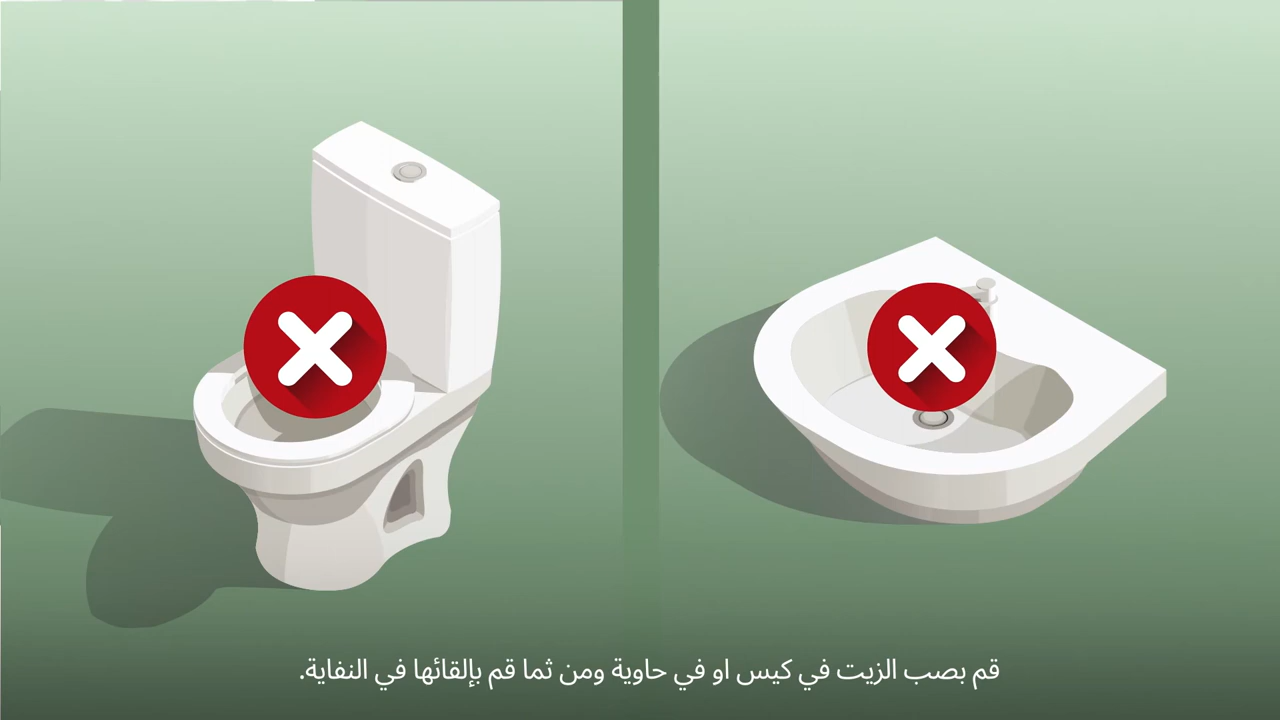 قم بصب الزيت في كيس او في حاوية ومن ثما قم بإلقائها في النفاية.